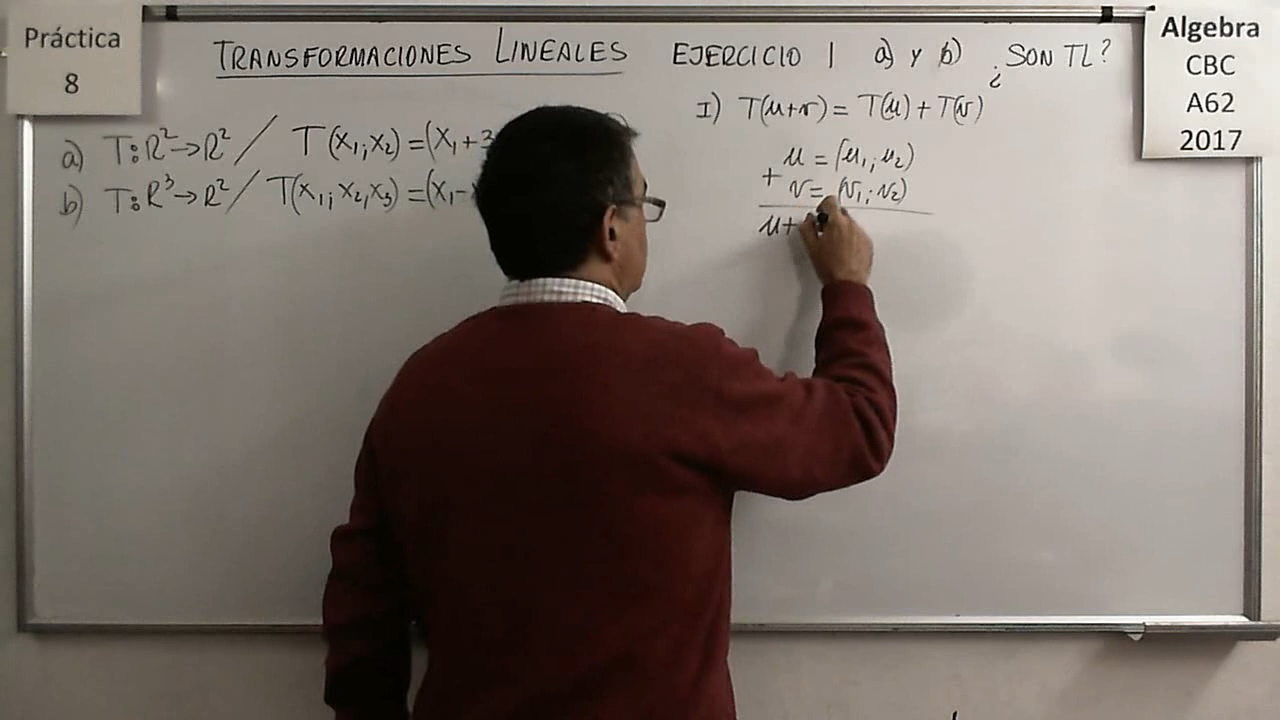 Práctica
8
TRANSFORMACIONES LINEALES EJERCICIO 1 a) y b) ¿SON TL?
Algebra
CBC
A62
2017
a) T:R²→R² / T(x₁;x₂)=(x₁+3
b) T:R³→R² / T(x₁;x₂,x₃)=(x₁-
I) T(u+v)=T(u)+T(v)
u=(u₁;u₂)
+ v=(v₁;v₂)
u+